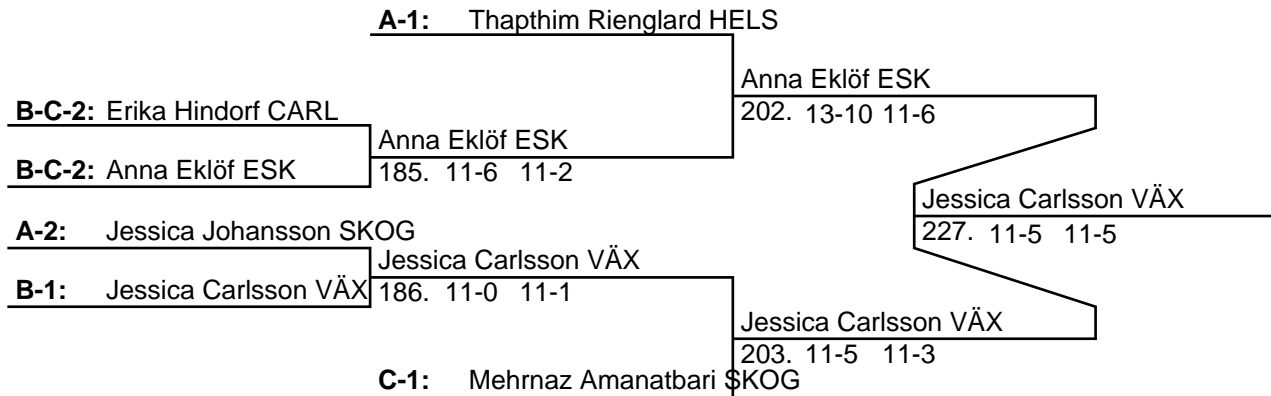 A-1: Thapthim Rienglard HELS
Anna Eklöf ESK
B-C-2: Erika Hindorf CARL
202. 13-10 11-6
Anna Eklöf ESK
B-C-2: Anna Eklöf ESK
185. 11-6 11-2
Jessica Carlsson VÄX
A-2: Jessica Johansson SKOG
227. 11-5 11-5
Jessica Carlsson VÄX
B-1: Jessica Carlsson VÄX
186. 11-0 11-1
Jessica Carlsson VÄX
203. 11-5 11-3
C-1: Mehrnaz Amanatbari SKOG